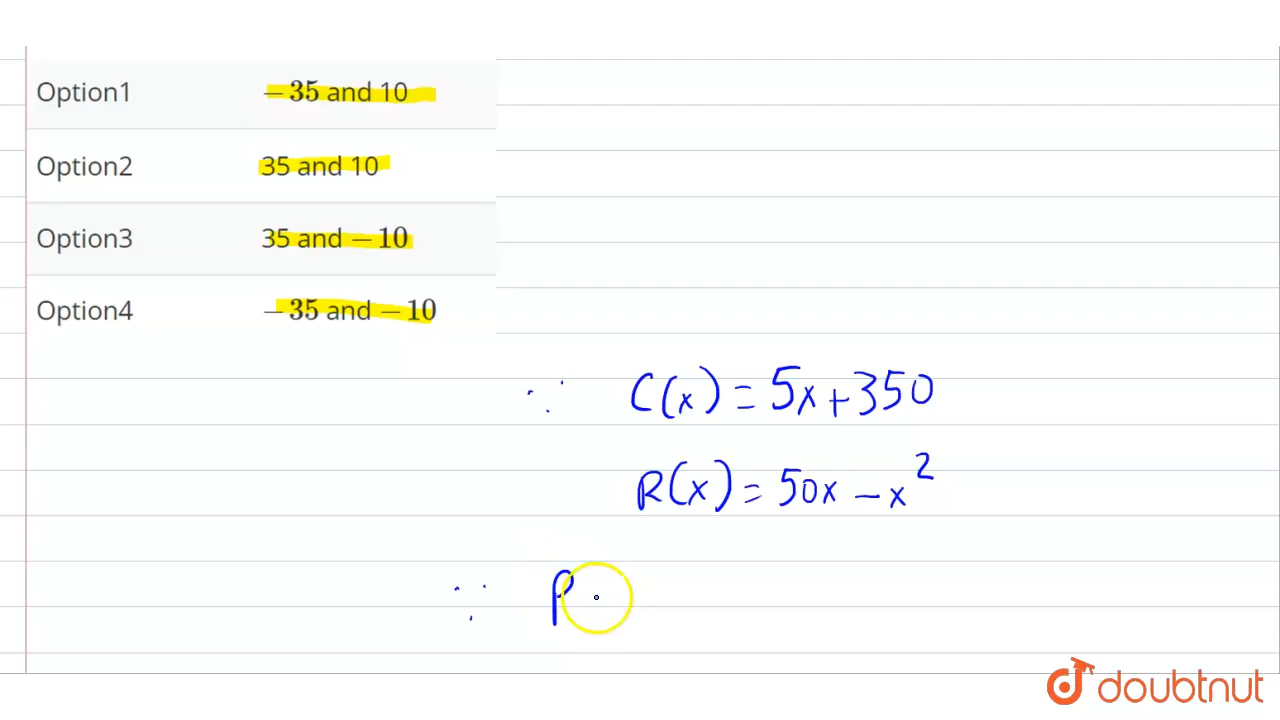 Option1 −35 and 10
Option2 35 and 10
Option3 35 and −10
Option4 −35 and −10
∵ C(x) = 5x+350
R(x) = 50x − x²
∵ P
doubtnut